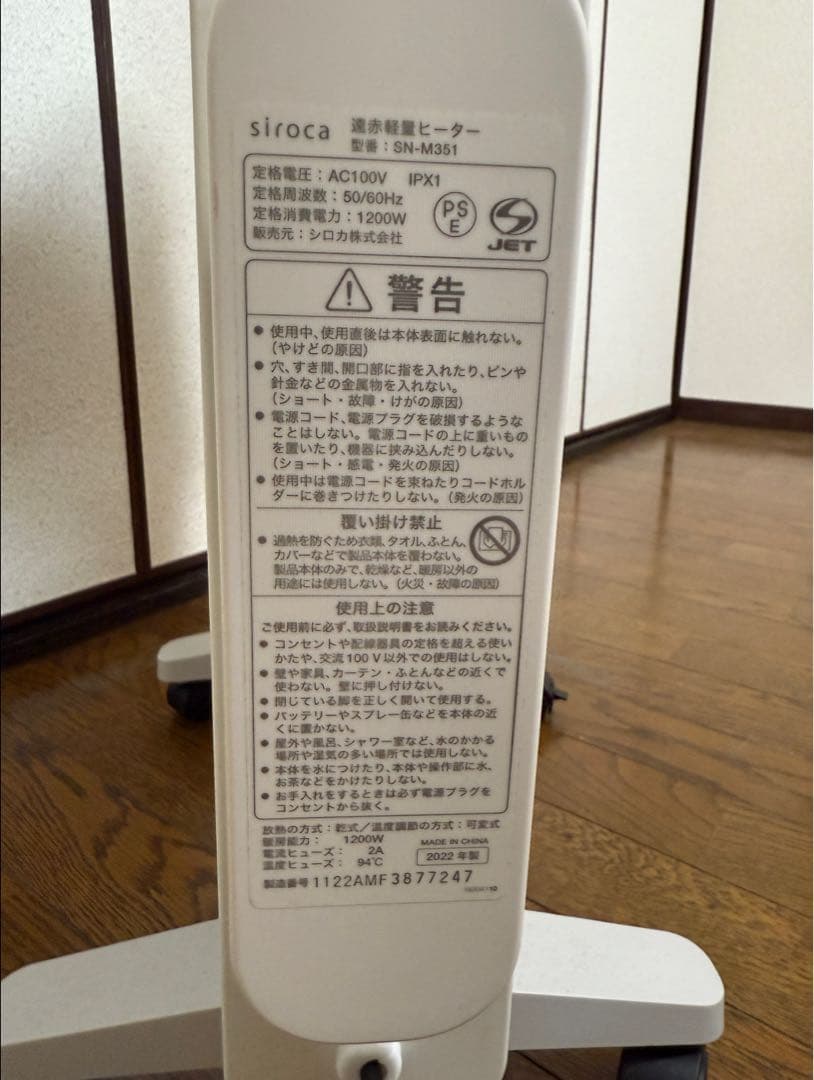 siroca 遠赤軽量ヒーター
型番：SN-M351
定格電圧：AC100V IPX1
定格周波数：50/60Hz
定格消費電力：1200W
販売元：シロカ株式会社
PS
E
JET
警告
● 使用中、使用直後は本体表面に触れない。
（やけどの原因）
● 穴、すき間、開口部に指を入れたり、ピンや
針金などの金属物を入れない。
（ショート・故障・けがの原因）
● 電源コード、電源プラグを破損するような
ことはしない。電源コードの上に重いもの
を置いたり、機器に挟み込んだりしない。
（ショート・感電・発火の原因）
● 使用中は電源コードを束ねたりコードホル
ダーに巻きつけたりしない。（発火の原因）
覆い掛け禁止
● 過熱を防ぐため衣類、タオル、ふとん、
カバーなどで製品本体を覆わない。
製品本体のみで、乾燥など、暖房以外の
用途には使用しない。（火災・故障の原因）
使用上の注意
ご使用前に必ず、取扱説明書をお読みください。
● コンセントや配線器具の定格を超える使い
かたや、交流100V以外での使用はしない。
● 壁や家具、カーテン・ふとんなどの近くで
使わない。壁に押し付けない。
● 閉じている脚を正しく開いて使用する。
● バッテリーやスプレー缶などを本体の近
くに置かない。
● 屋外や風呂、シャワー室など、水のかかる
場所や湿気の多い場所では使用しない。
● 本体を水につけたり、本体や操作部に水、
お茶などをかけたりしない。
● お手入れをするときは必ず電源プラグを
コンセントから抜く。
放熱の方式：乾式／温度調節の方式：可変式
暖房能力： 1200W MADE IN CHINA
電流ヒューズ： 2A 2022年製
温度ヒューズ： 94℃
製造番号 1122AMF3877247